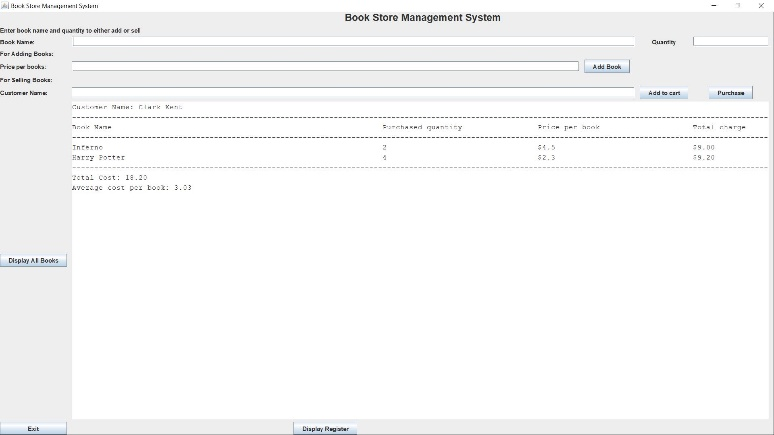 Book Store Management System
Book Store Management System
Enter book name and quantity to either add or sell
Book Name: Quantity
For Adding Books:
Price per books: Add Book
For Selling Books:
Customer Name: Add to cart Purchase
Customer Name: Clark Kent
Book Name Purchased quantity Price per book Total charge
Inferno 2 $4.5 $9.00
Harry Potter 4 $2.3 $9.20
Total Cost: 18.20
Average cost per book: 3.03
Display All Books
Exit Display Register